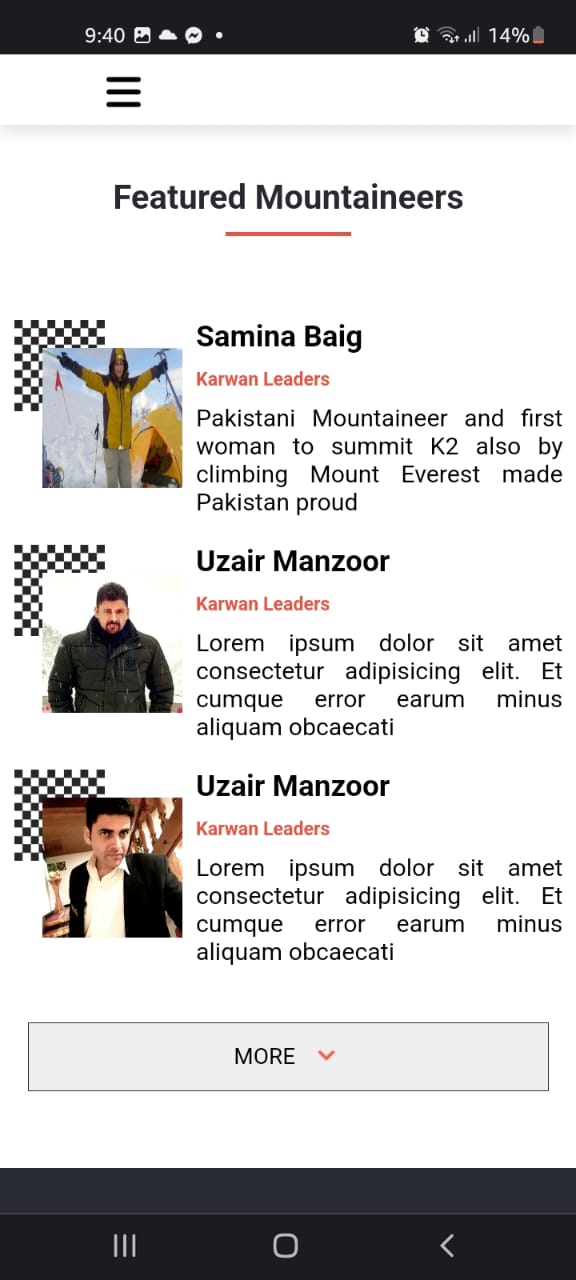 9:40
14%
Featured Mountaineers
Samina Baig
Karwan Leaders
Pakistani Mountaineer and first
woman to summit K2 also by
climbing Mount Everest made
Pakistan proud
Uzair Manzoor
Karwan Leaders
Lorem ipsum dolor sit amet
consectetur adipisicing elit. Et
cumque error earum minus
aliquam obcaecati
Uzair Manzoor
Karwan Leaders
Lorem ipsum dolor sit amet
consectetur adipisicing elit. Et
cumque error earum minus
aliquam obcaecati
MORE